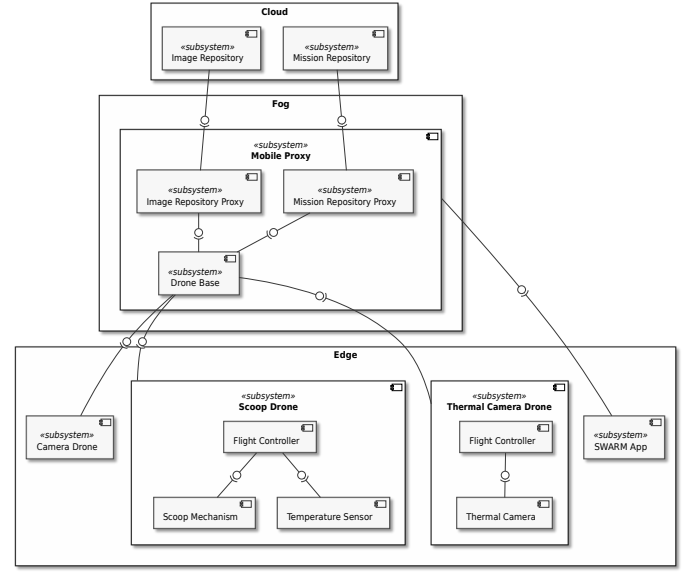 Cloud
«subsystem»
Image Repository
«subsystem»
Mission Repository
Fog
«subsystem»
Mobile Proxy
«subsystem»
Image Repository Proxy
«subsystem»
Mission Repository Proxy
«subsystem»
Drone Base
Edge
«subsystem»
Camera Drone
«subsystem»
Scoop Drone
Flight Controller
Scoop Mechanism
Temperature Sensor
«subsystem»
Thermal Camera Drone
Flight Controller
Thermal Camera
«subsystem»
SWARM App